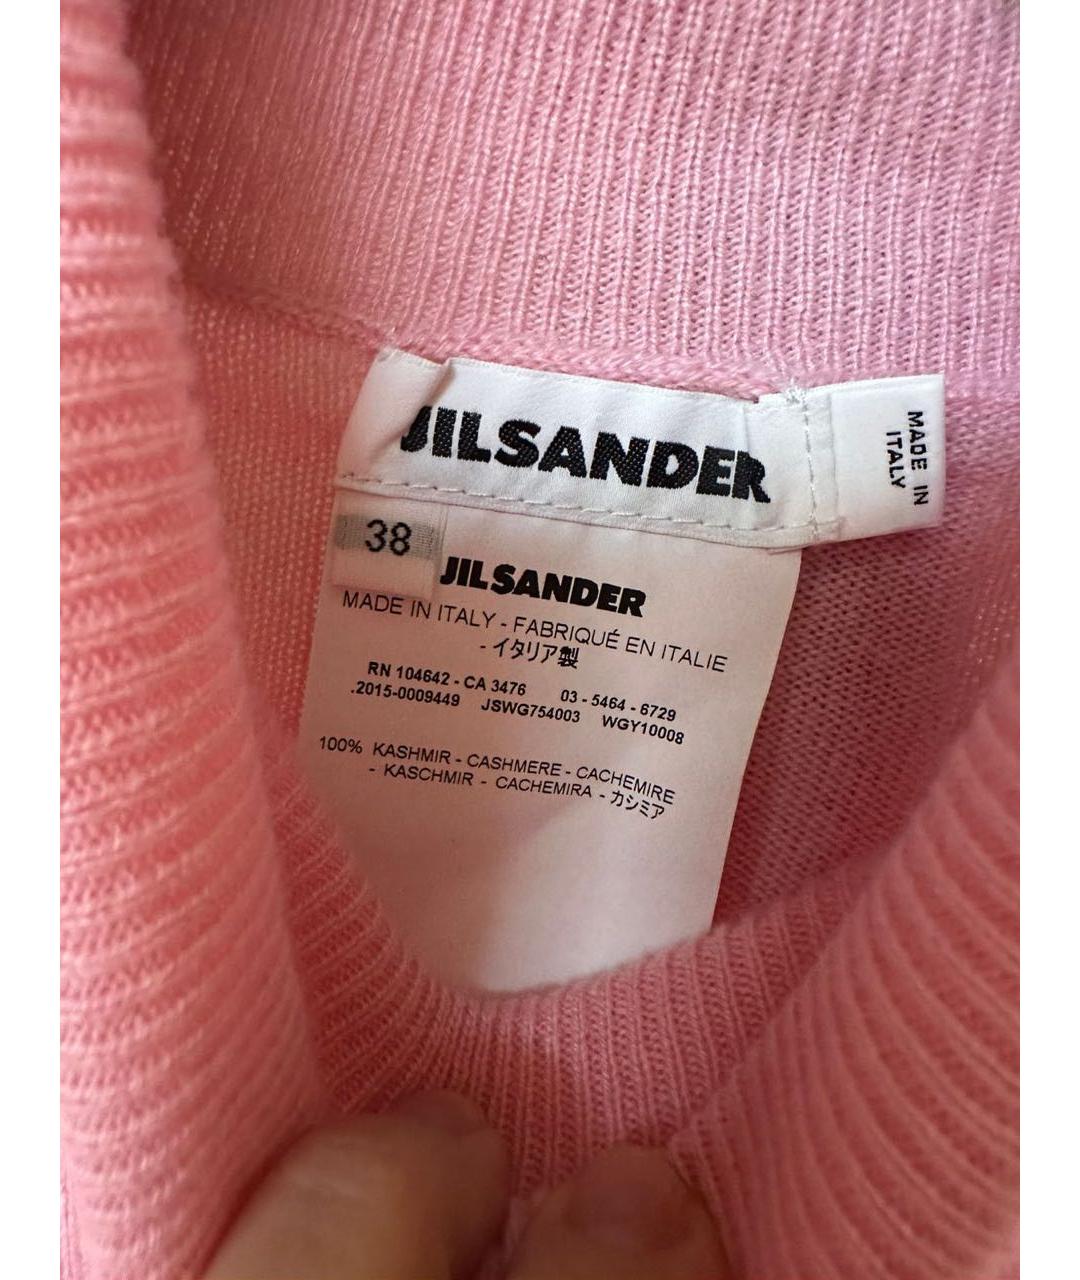 JILSANDER
MADE IN
ITALY
38
JILSANDER
MADE IN ITALY - FABRIQUÉ EN ITALIE
- イタリア製
RN 104642 - CA 3476 03 - 5464 - 6729
.2015-0009449 JSWG754003 WGY10008
100% KASHMIR - CASHMERE - CACHEMIRE
- KASCHMIR - CACHEMIRA - カシミア